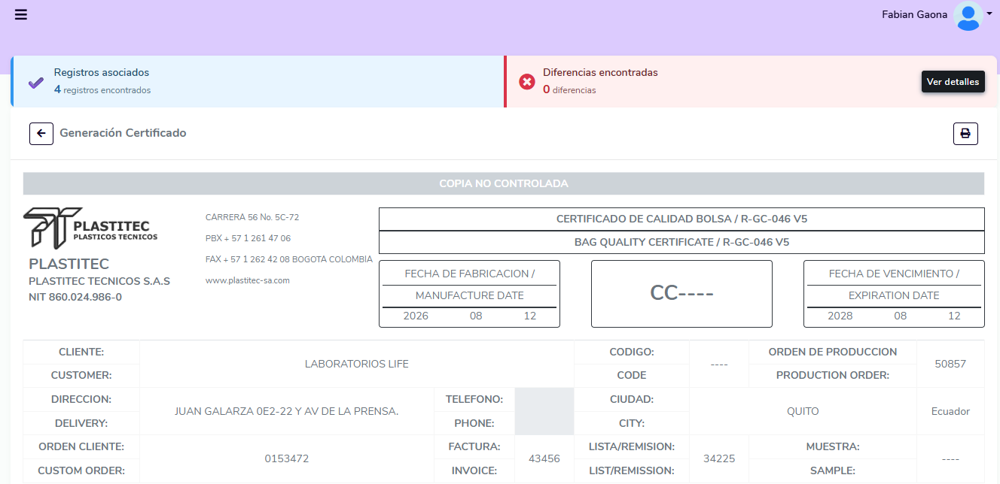 Fabian Gaona
Registros asociados
4 registros encontrados
Diferencias encontradas
0 diferencias
Ver detalles
Generación Certificado
COPIA NO CONTROLADA
PLASTITEC
PLASTICOS TECNICOS
PLASTITEC
PLASTITEC TECNICOS S.A.S
NIT 860.024.986-0
CARRERA 56 No. 5C-72
PBX + 57 1 261 47 06
FAX + 57 1 262 42 08 BOGOTA COLOMBIA
www.plastitec-sa.com
CERTIFICADO DE CALIDAD BOLSA / R-GC-046 V5
BAG QUALITY CERTIFICATE / R-GC-046 V5
FECHA DE FABRICACION /
MANUFACTURE DATE
2026 08 12
CC----
FECHA DE VENCIMIENTO /
EXPIRATION DATE
2028 08 12
CLIENTE:
CUSTOMER:
LABORATORIOS LIFE
CODIGO:
CODE
----
ORDEN DE PRODUCCION
PRODUCTION ORDER:
50857
DIRECCION:
DELIVERY:
JUAN GALARZA 0E2-22 Y AV DE LA PRENSA.
TELEFONO:
PHONE:
CIUDAD:
CITY:
QUITO
Ecuador
ORDEN CLIENTE:
CUSTOM ORDER:
0153472
FACTURA:
INVOICE:
43456
LISTA/REMISION:
LIST/REMISSION:
34225
MUESTRA:
SAMPLE:
----